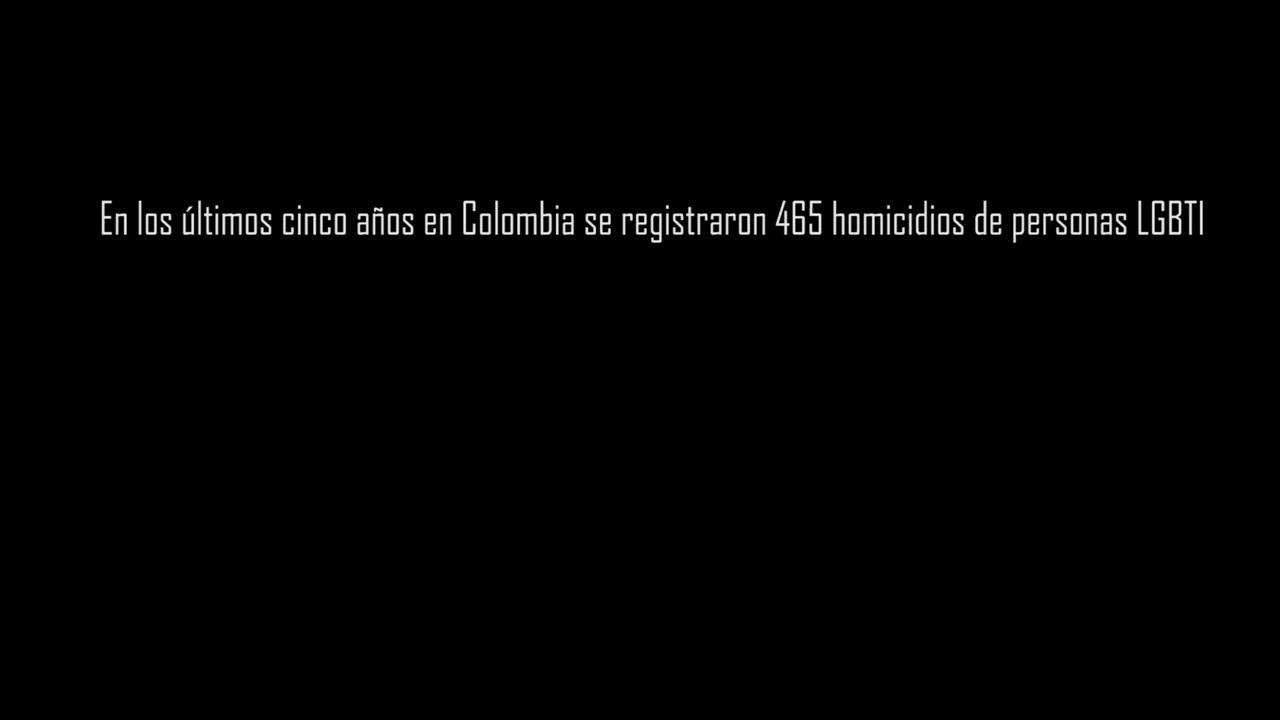 En los últimos cinco años en Colombia se registraron 465 homicidios de personas LGBTI